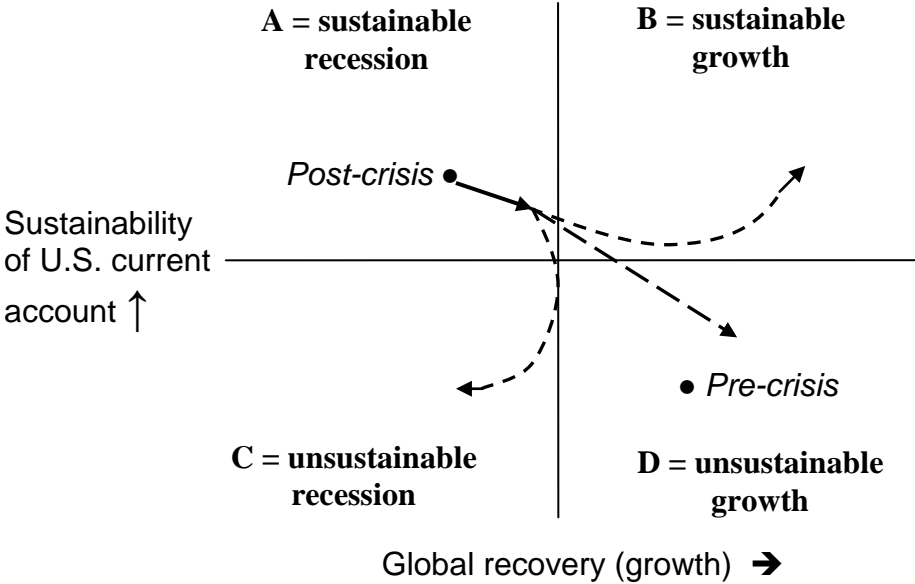 A = sustainable
recession
B = sustainable
growth
Post-crisis
Sustainability
of U.S. current
account ↑
Pre-crisis
C = unsustainable
recession
D = unsustainable
growth
Global recovery (growth) ➔